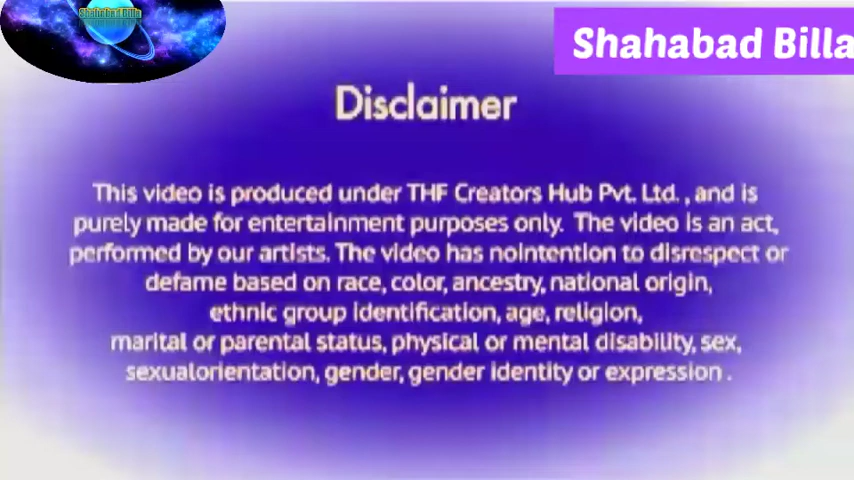 Shahabad Billa
Shahabad Billa
Disclaimer
This video is produced under THF Creators Hub Pvt. Ltd. , and is
purely made for entertainment purposes only. The video is an act,
performed by our artists. The video has nointention to disrespect or
defame based on race, color, ancestry, national origin,
ethnic group identification, age, religion,
marital or parental status, physical or mental disability, sex,
sexualorientation, gender, gender identity or expression .